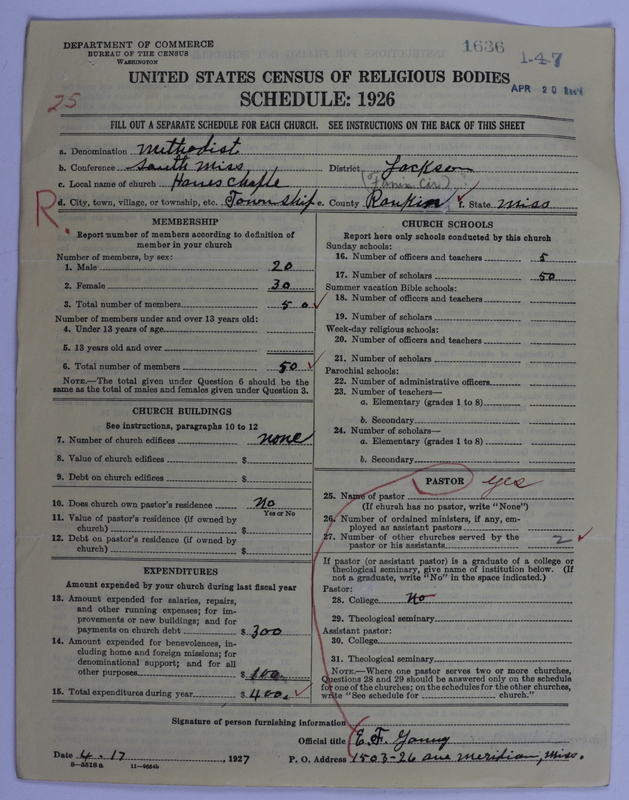 DEPARTMENT OF COMMERCE
BUREAU OF THE CENSUS
WASHINGTON
1636
1-47
APR 20
25
UNITED STATES CENSUS OF RELIGIOUS BODIES
SCHEDULE: 1926
FILL OUT A SEPARATE SCHEDULE FOR EACH CHURCH. SEE INSTRUCTIONS ON THE BACK OF THIS SHEET
a. Denomination Methodist
b. Conference South Miss District Jackson
c. Local name of church Hanes Chaple
R. d. City, town, village, or township, etc. Township e. County Rankin f. State Miss
MEMBERSHIP
Report number of members according to definition of
member in your church
Number of members, by sex:
1. Male 20
2. Female 30
3. Total number of members 50
Number of members under and over 13 years old:
4. Under 13 years of age
5. 13 years old and over
6. Total number of members 50
NOTE.—The total given under Question 6 should be the
same as the total of males and females given under Question 3.
CHURCH BUILDINGS
See instructions, paragraphs 10 to 12
7. Number of church edifices none
8. Value of church edifices $
9. Debt on church edifices $
10. Does church own pastor's residence No
Yes or No
11. Value of pastor's residence (if owned by
church) $
12. Debt on pastor's residence (if owned by
church) $
EXPENDITURES
Amount expended by your church during last fiscal year
13. Amount expended for salaries, repairs,
and other running expenses; for im-
provements or new buildings; and for
payments on church debt $ 300
14. Amount expended for benevolences, in-
cluding home and foreign missions; for
denominational support; and for all
other purposes $ 100
15. Total expenditures during year $ 400
CHURCH SCHOOLS
Report here only schools conducted by this church
Sunday schools:
16. Number of officers and teachers 5
17. Number of scholars 50
Summer vacation Bible schools:
18. Number of officers and teachers
19. Number of scholars
Week-day religious schools:
20. Number of officers and teachers
21. Number of scholars
Parochial schools:
22. Number of administrative officers
23. Number of teachers—
a. Elementary (grades 1 to 8)
b. Secondary
24. Number of scholars—
a. Elementary (grades 1 to 8)
b. Secondary
PASTOR yes
25. Name of pastor
(If church has no pastor, write "None")
26. Number of ordained ministers, if any, em-
ployed as assistant pastors
27. Number of other churches served by the
pastor or his assistants 2
If pastor (or assistant pastor) is a graduate of a college or
theological seminary, give name of institution below. (If
not a graduate, write "No" in the space indicated.)
Pastor:
28. College No
29. Theological seminary
Assistant pastor:
30. College
31. Theological seminary
NOTE.—Where one pastor serves two or more churches,
Questions 28 and 29 should be answered only on the schedule
for one of the churches; on the schedules for the other churches,
write "See schedule for church."
Signature of person furnishing information
Official title E. F. Young
Date 4-17, 1927 P. O. Address 1503-26 ave Meridian, Miss.
8-5518a 11-9654b